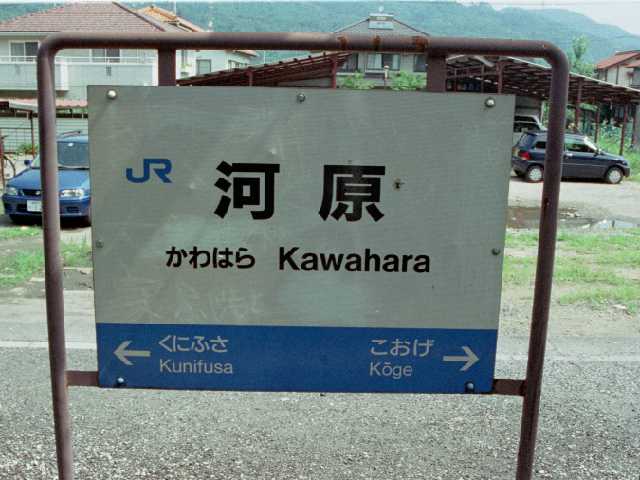 JR 河原
かわはら Kawahara
← くにふさ こおげ →
Kunifusa Kōge